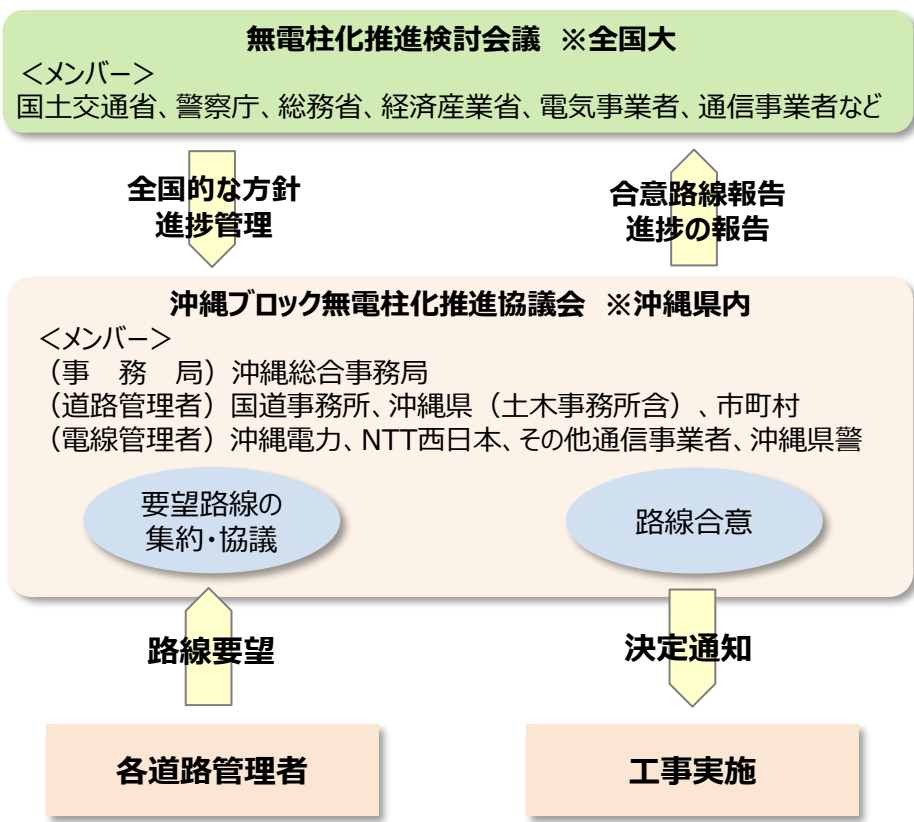 無電柱化推進検討会議 ※全国大
＜メンバー＞
国土交通省、警察庁、総務省、経済産業省、電気事業者、通信事業者など
全国的な方針
進捗管理
合意路線報告
進捗の報告
沖縄ブロック無電柱化推進協議会 ※沖縄県内
＜メンバー＞
（事　務　局）沖縄総合事務局
（道路管理者）国道事務所、沖縄県（土木事務所含）、市町村
（電線管理者）沖縄電力、NTT西日本、その他通信事業者、沖縄県警
要望路線の
集約・協議
路線合意
路線要望
決定通知
各道路管理者
工事実施